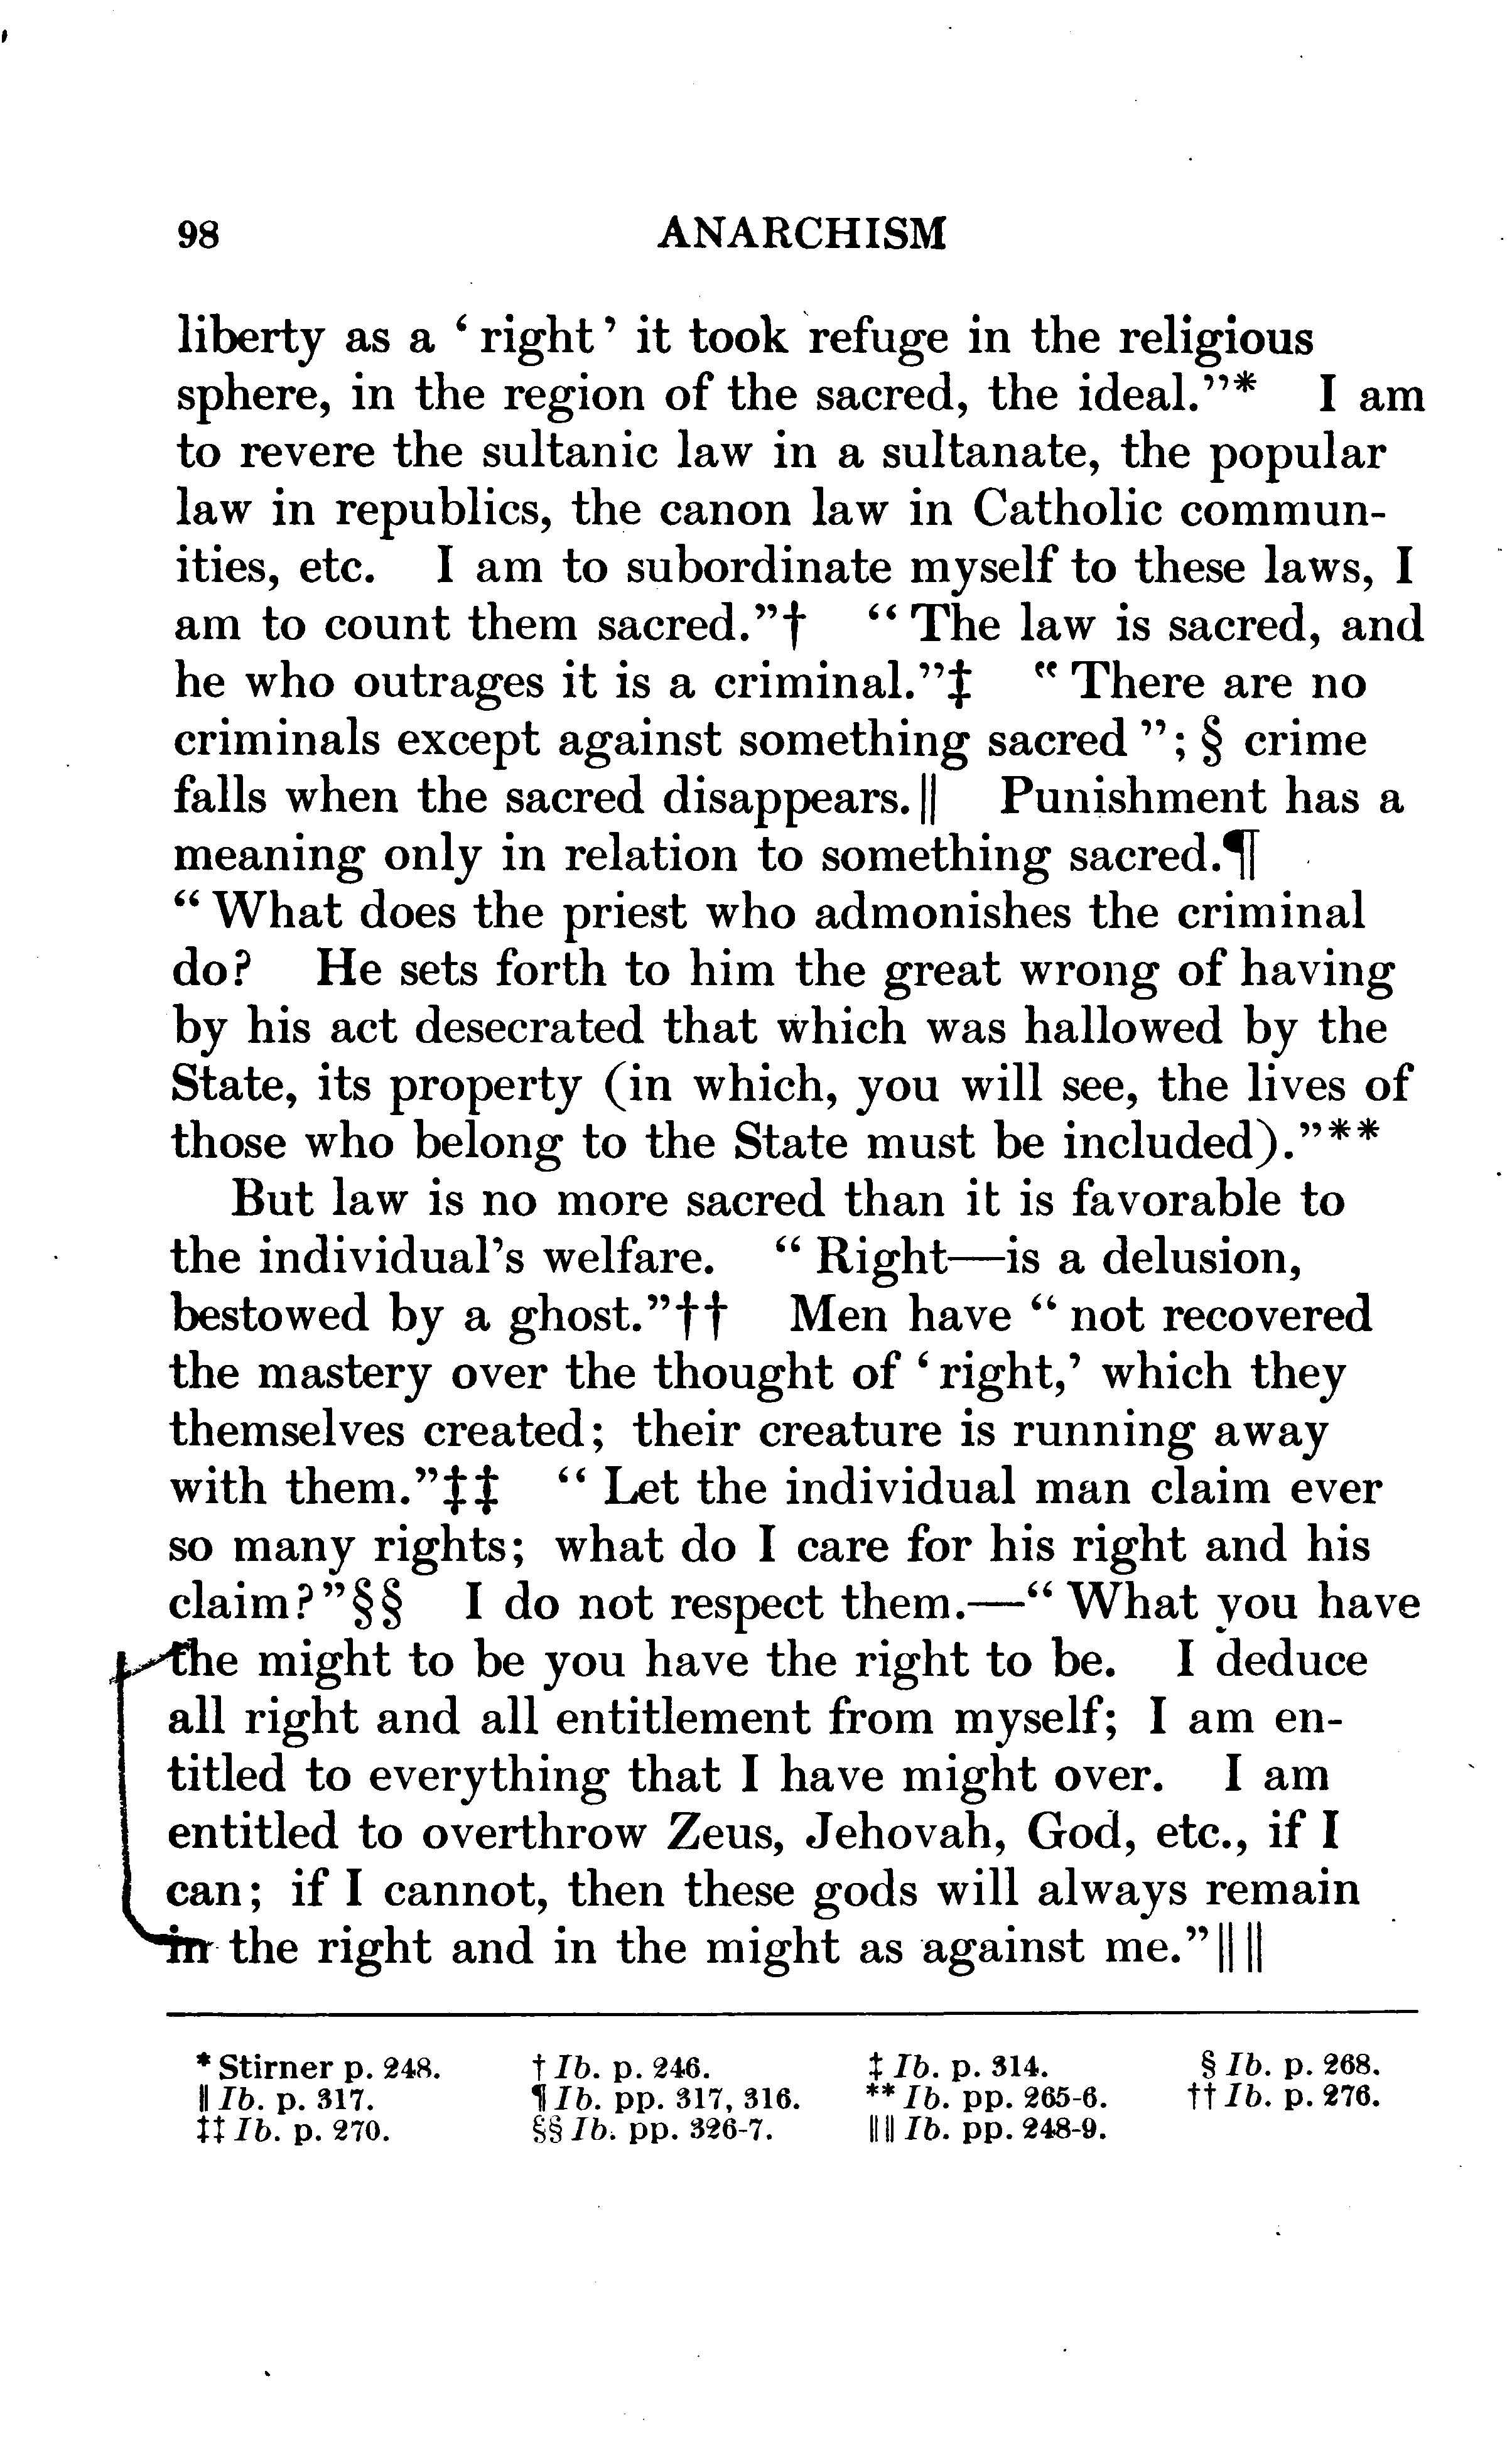 98 ANARCHISM
liberty as a ‘ right ’ it took refuge in the religious
sphere, in the region of the sacred, the ideal.”* I am
to revere the sultanic law in a sultanate, the popular
law in republics, the canon law in Catholic commun-
ities, etc. I am to subordinate myself to these laws, I
am to count them sacred.”† “ The law is sacred, and
he who outrages it is a criminal.”‡ “ There are no
criminals except against something sacred ”; § crime
falls when the sacred disappears.‖ Punishment has a
meaning only in relation to something sacred.¶
“ What does the priest who admonishes the criminal
do? He sets forth to him the great wrong of having
by his act desecrated that which was hallowed by the
State, its property (in which, you will see, the lives of
those who belong to the State must be included).”**
But law is no more sacred than it is favorable to
the individual’s welfare. “ Right—is a delusion,
bestowed by a ghost.”†† Men have “ not recovered
the mastery over the thought of ‘ right,’ which they
themselves created; their creature is running away
with them.”‡‡ “ Let the individual man claim ever
so many rights; what do I care for his right and his
claim?”§§ I do not respect them.—“ What you have
the might to be you have the right to be. I deduce
all right and all entitlement from myself; I am en-
titled to everything that I have might over. I am
entitled to overthrow Zeus, Jehovah, God, etc., if I
can; if I cannot, then these gods will always remain
in the right and in the might as against me.”‖‖
* Stirner p. 248. † Ib. p. 246. ‡ Ib. p. 314. § Ib. p. 268.
‖ Ib. p. 317. ¶ Ib. pp. 317, 316. ** Ib. pp. 265-6. †† Ib. p. 276.
‡‡ Ib. p. 270. §§ Ib. pp. 326-7. ‖‖ Ib. pp. 248-9.